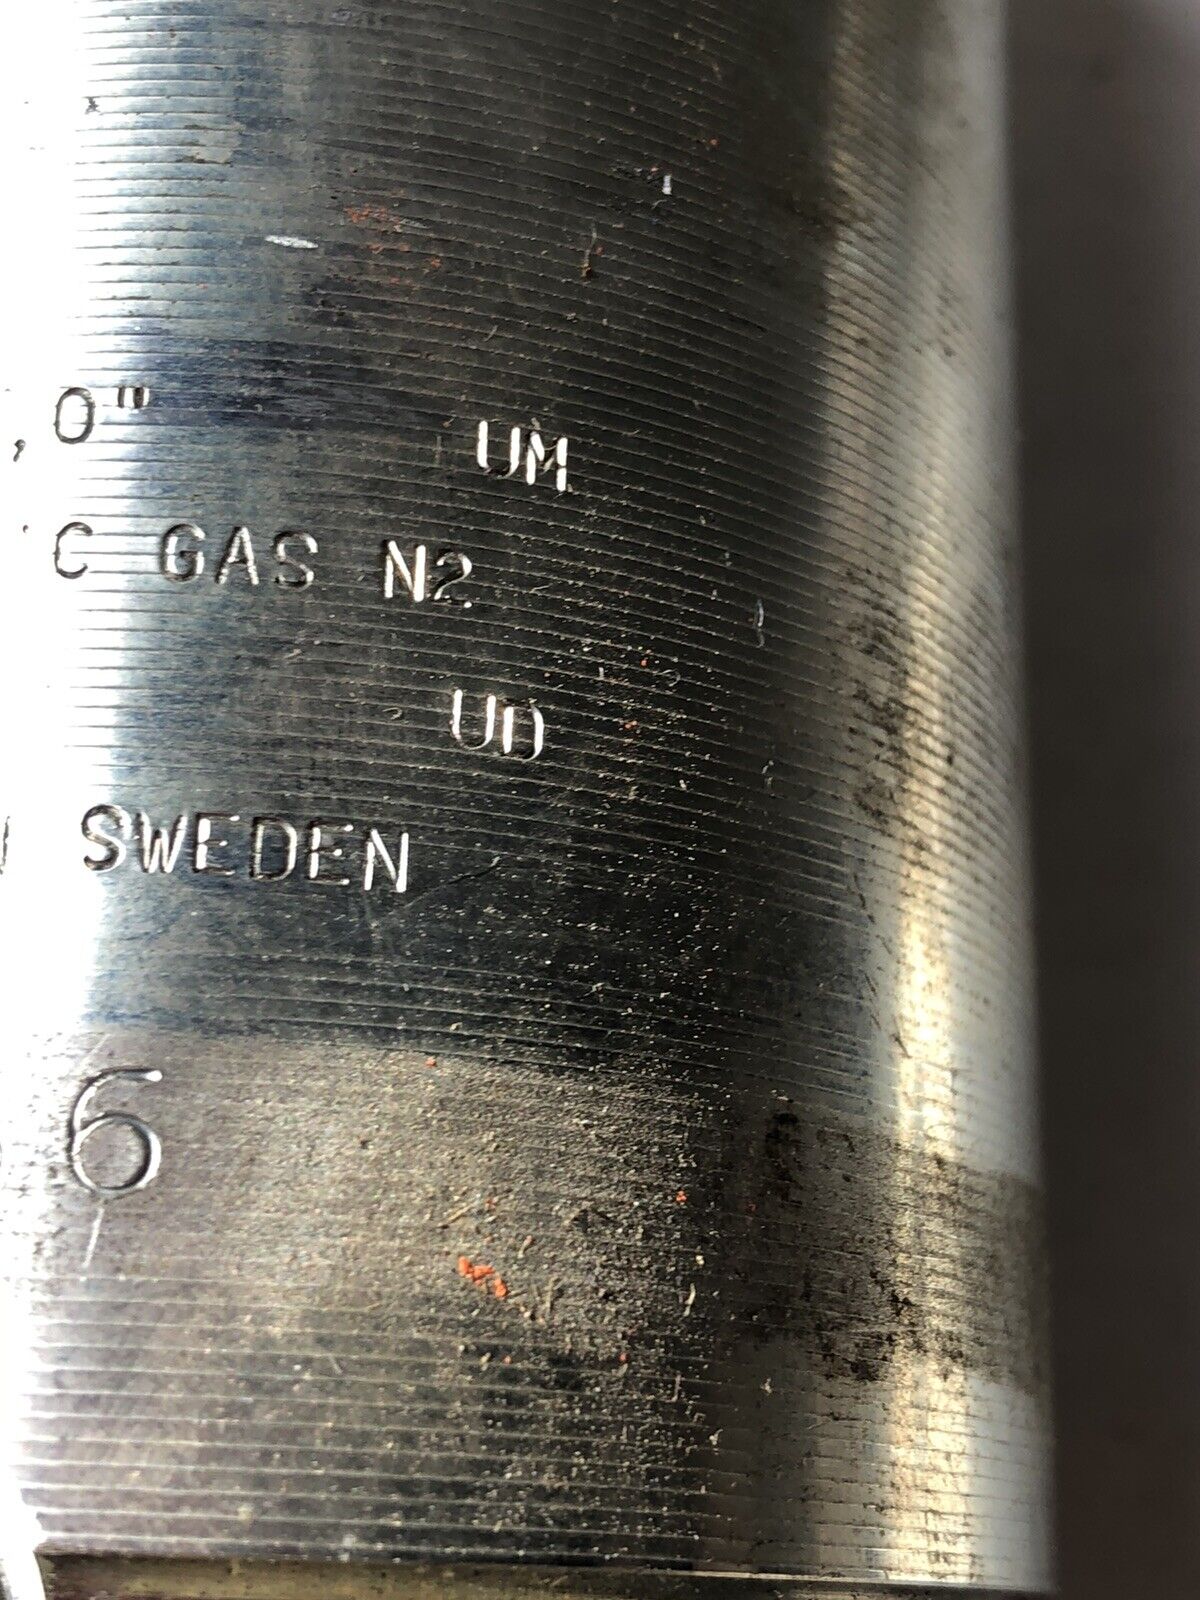 ,0" UM
°C GAS N2
UD
SWEDEN
6